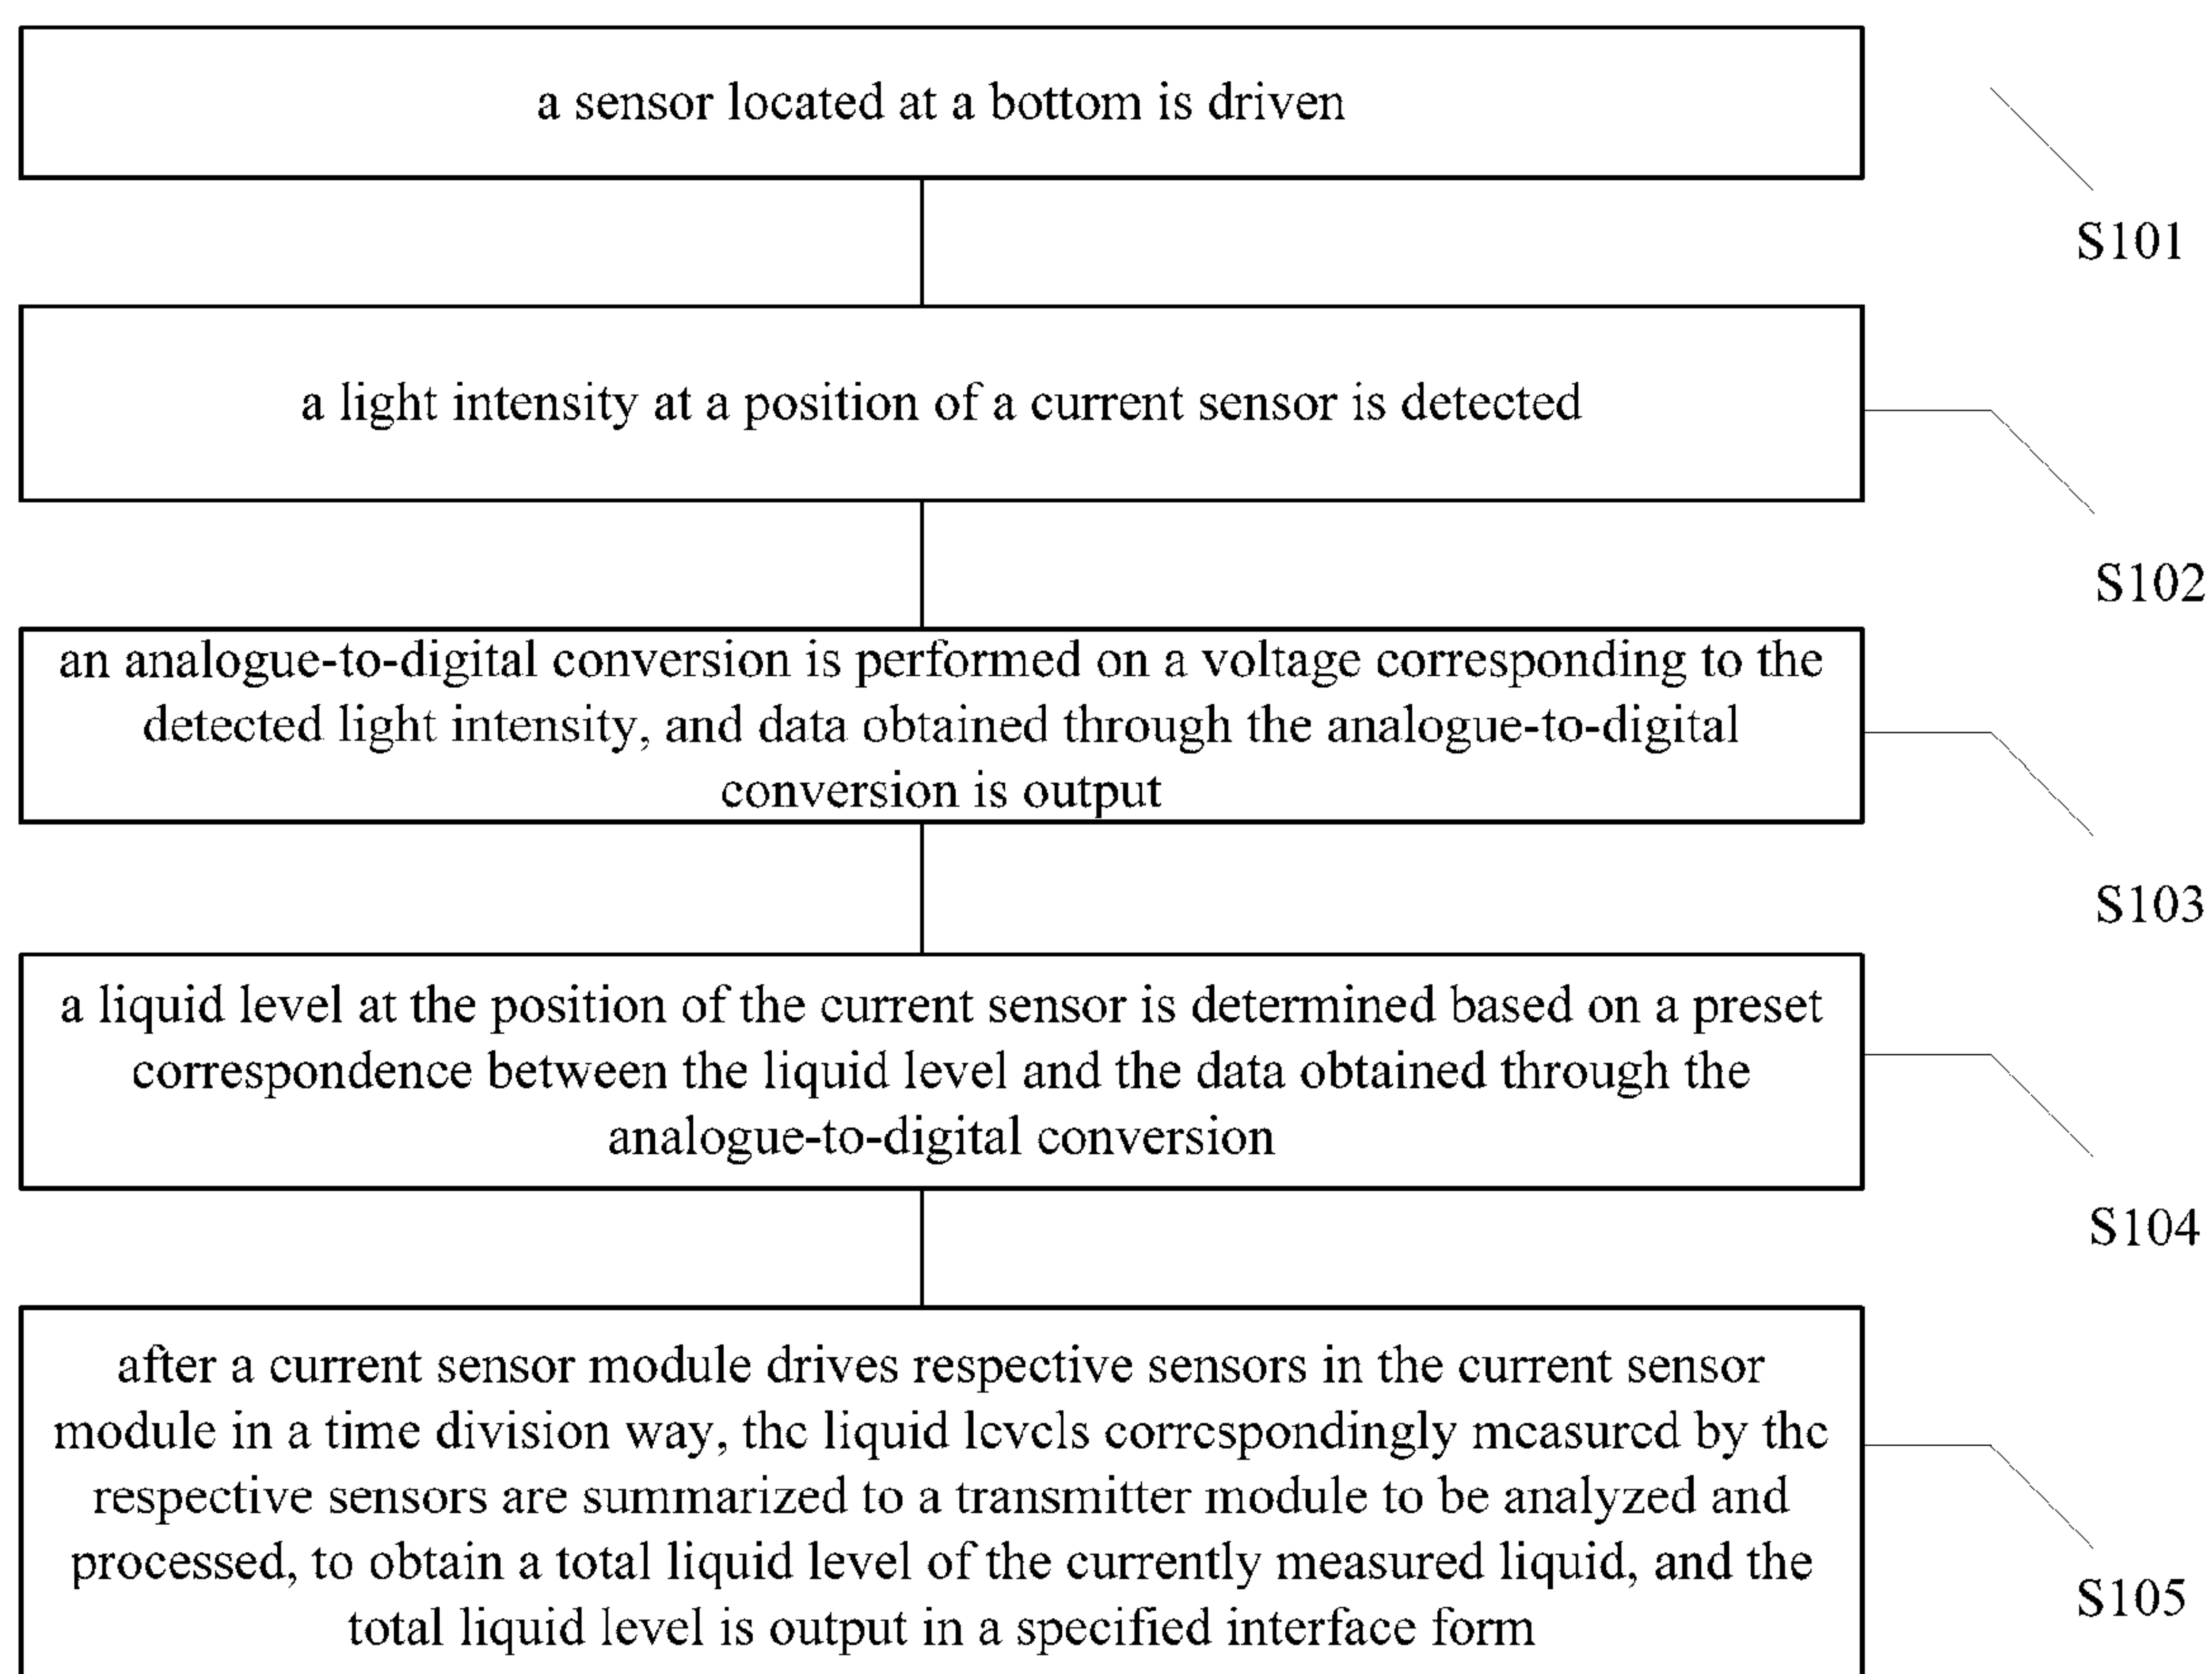 a sensor located at a bottom is driven
S101
a light intensity at a position of a current sensor is detected
S102
an analogue-to-digital conversion is performed on a voltage corresponding to the
detected light intensity, and data obtained through the analogue-to-digital
conversion is output
S103
a liquid level at the position of the current sensor is determined based on a preset
correspondence between the liquid level and the data obtained through the
analogue-to-digital conversion
S104
after a current sensor module drives respective sensors in the current sensor
module in a time division way, the liquid levels correspondingly measured by the
respective sensors are summarized to a transmitter module to be analyzed and
processed, to obtain a total liquid level of the currently measured liquid, and the
total liquid level is output in a specified interface form
S105